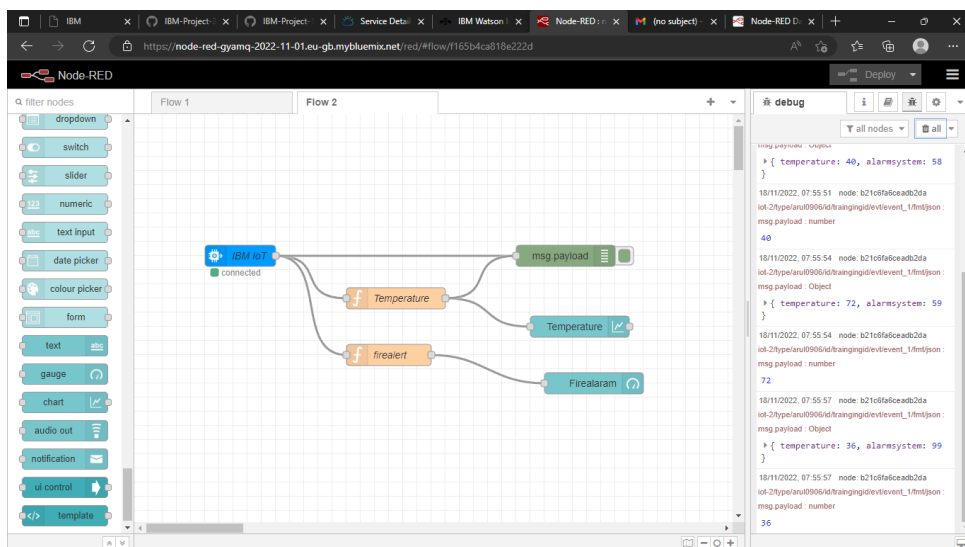 IBM
IBM-Project-
IBM-Project-1
Service Detail
IBM Watson I
Node-RED : n
(no subject) -
Node-RED Da
https://node-red-gyamq-2022-11-01.eu-gb.mybluemix.net/red/#flow/f165b4ca818e222d
Node-RED
Deploy
filter nodes
Flow 1
Flow 2
debug
all nodes
all
dropdown
switch
slider
numeric
text input
date picker
colour picker
form
text
gauge
chart
audio out
notification
ui control
template
IBM IoT
connected
Temperature
firealert
msg.payload
Temperature
Firealaram
msg.payload : Object
{ temperature: 40, alarmsystem: 58
}
18/11/2022, 07:55:51 node: b21c6fa6ceadb2da
iot-2/type/arul0906/id/traingingid/evt/event_1/fmt/json :
msg.payload : number
40
18/11/2022, 07:55:54 node: b21c6fa6ceadb2da
iot-2/type/arul0906/id/traingingid/evt/event_1/fmt/json :
msg.payload : Object
{ temperature: 72, alarmsystem: 59
}
18/11/2022, 07:55:54 node: b21c6fa6ceadb2da
iot-2/type/arul0906/id/traingingid/evt/event_1/fmt/json :
msg.payload : number
72
18/11/2022, 07:55:57 node: b21c6fa6ceadb2da
iot-2/type/arul0906/id/traingingid/evt/event_1/fmt/json :
msg.payload : Object
{ temperature: 36, alarmsystem: 99
}
18/11/2022, 07:55:57 node: b21c6fa6ceadb2da
iot-2/type/arul0906/id/traingingid/evt/event_1/fmt/json :
msg.payload : number
36